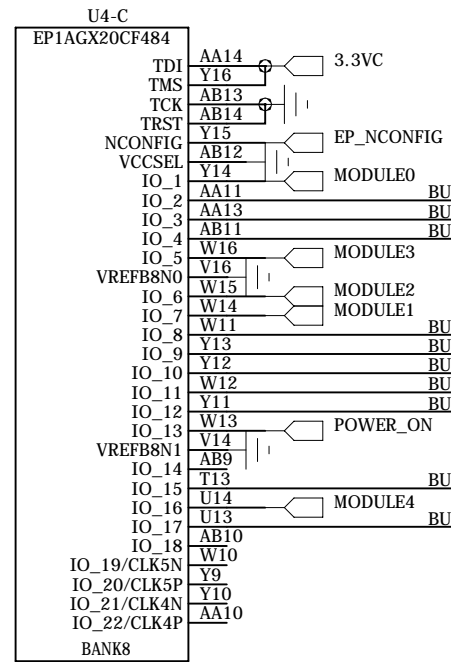 U4-C
EP1AGX20CF484
TDI AA14 3.3VC
TMS Y16
TCK AB13
TRST AB14
NCONFIG Y15 EP_NCONFIG
VCCSEL AB12
IO_1 Y14 MODULE0
IO_2 AA11 BU
IO_3 AA13 BU
IO_4 AB11 BU
IO_5 W16 MODULE3
VREFB8N0 V16
IO_6 W15 MODULE2
IO_7 W14 MODULE1
IO_8 W11 BU
IO_9 Y13 BU
IO_10 Y12 BU
IO_11 W12 BU
IO_12 Y11 BU
IO_13 W13 POWER_ON
VREFB8N1 V14
IO_14 AB9
IO_15 T13 BU
IO_16 U14 MODULE4
IO_17 U13 BU
IO_18 AB10
IO_19/CLK5N W10
IO_20/CLK5P Y9
IO_21/CLK4N Y10
IO_22/CLK4P AA10
BANK8